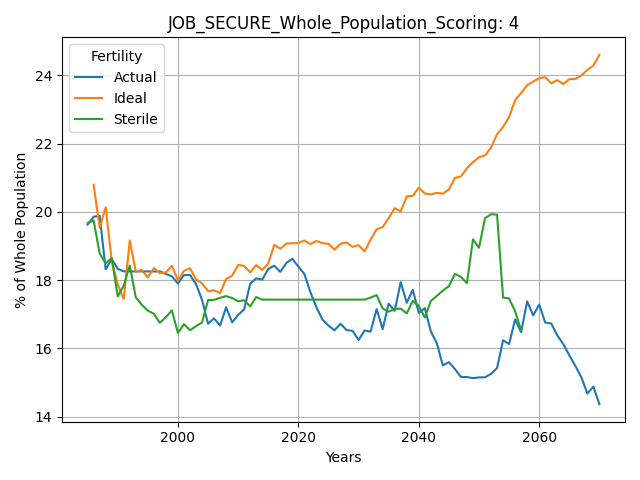 JOB_SECURE_Whole_Population_Scoring: 4
Fertility
Actual
Ideal
Sterile
% of Whole Population
24
22
20
18
16
14
2000 2020 2040 2060
Years